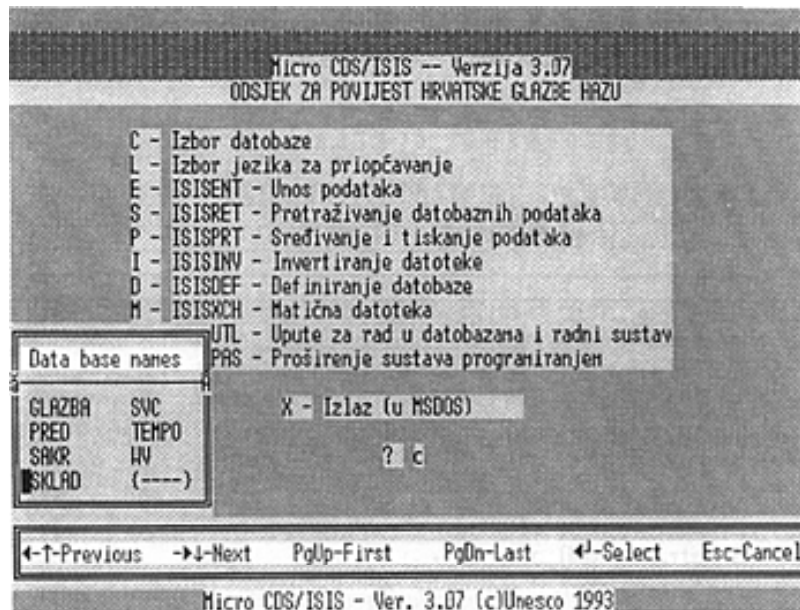 Micro CDS/ISIS -- Verzija 3.07
ODSJEK ZA POVIJEST HRVATSKE GLAZBE HAZU
C - Izbor datobaze
L - Izbor jezika za priopćavanje
E - ISISENT - Unos podataka
S - ISISRET - Pretraživanje datobaznih podataka
P - ISISPRT - Sređivanje i tiskanje podataka
I - ISISINV - Invertiranje datoteke
D - ISISDEF - Definiranje datobaze
M - ISISXCH - Matična datoteka
UTL - Upute za rad u datobazama i radni sustav
PAS - Proširenje sustava programiranjem
X - Izlaz (u MSDOS)
? c
Data base names
GLAZBA SVC
PRED TEMPO
SAKR WV
SKLAD (----)
←-↑-Previous →↓-Next PgUp-First PgDn-Last ↵-Select Esc-Cancel
Micro CDS/ISIS - Ver. 3.07 (c)Unesco 1993